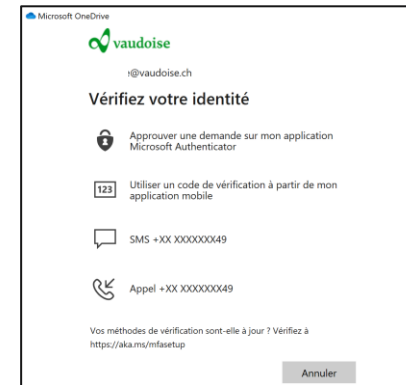 Microsoft OneDrive
vaudoise
e@vaudoise.ch
Vérifiez votre identité
Approuver une demande sur mon application
Microsoft Authenticator
123
Utiliser un code de vérification à partir de mon
application mobile
SMS +XX XXXXXXX49
Appel +XX XXXXXXX49
Vos méthodes de vérification sont-elle à jour ? Vérifiez à
https://aka.ms/mfasetup
Annuler